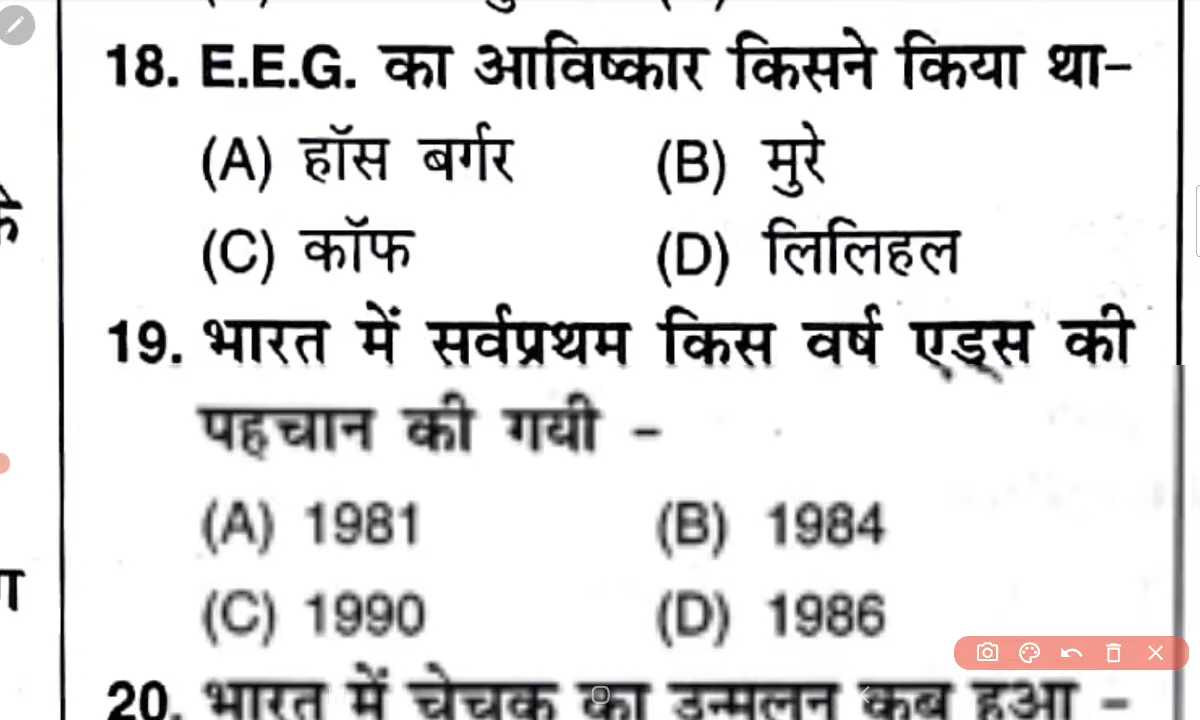 18. E.E.G. का आविष्कार किसने किया था-
(A) हॉस बर्गर (B) मुरे
(C) कॉफ (D) लिलिहल
19. भारत में सर्वप्रथम किस वर्ष एड्स की
पहचान की गयी -
(A) 1981 (B) 1984
(C) 1990 (D) 1986
20. भारत में चेचक का उन्मूलन कब हुआ -